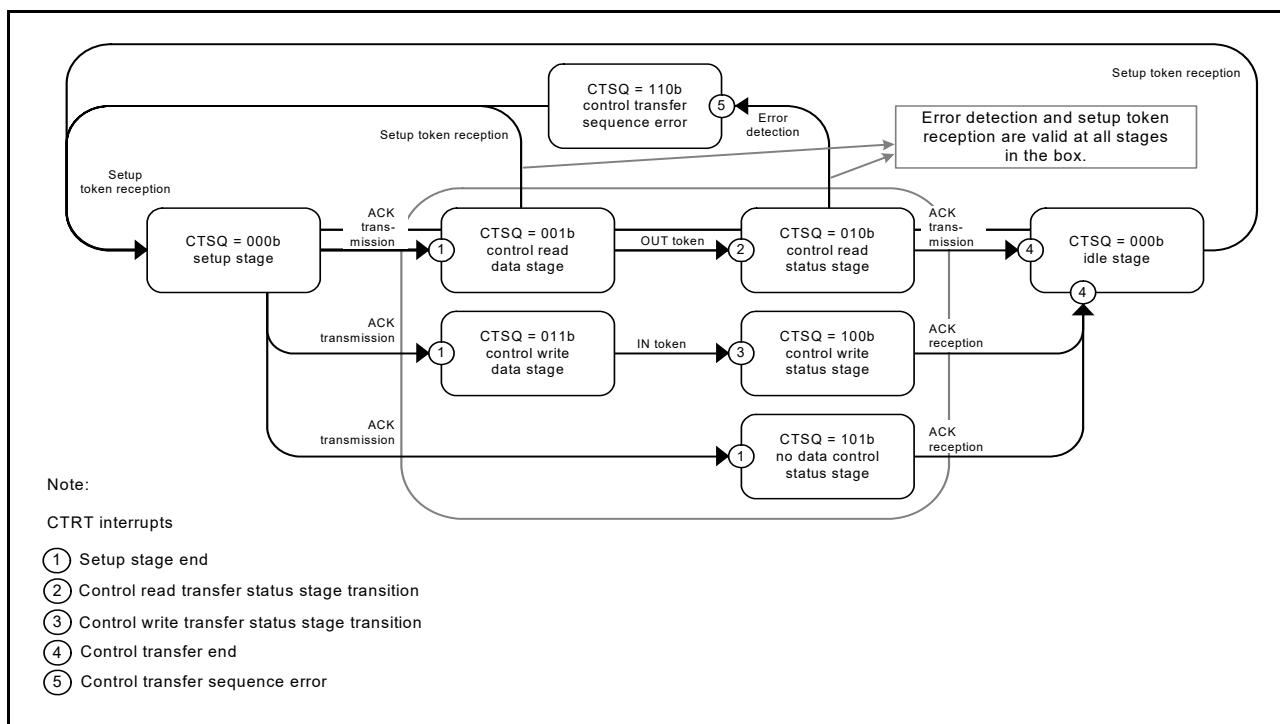 Setup token reception
CTSQ = 110b
control transfer
sequence error
5
Error
detection
Error detection and setup token
reception are valid at all stages
in the box.
Setup token reception
Setup
token reception
CTSQ = 000b
setup stage
ACK
trans-
mission
1
CTSQ = 001b
control read
data stage
OUT token
2
CTSQ = 010b
control read
status stage
ACK
trans-
mission
4
CTSQ = 000b
idle stage
4
ACK
transmission
1
CTSQ = 011b
control write
data stage
IN token
3
CTSQ = 100b
control write
status stage
ACK
reception
ACK
transmission
1
CTSQ = 101b
no data control
status stage
ACK
reception
Note:
CTRT interrupts
1 Setup stage end
2 Control read transfer status stage transition
3 Control write transfer status stage transition
4 Control transfer end
5 Control transfer sequence error